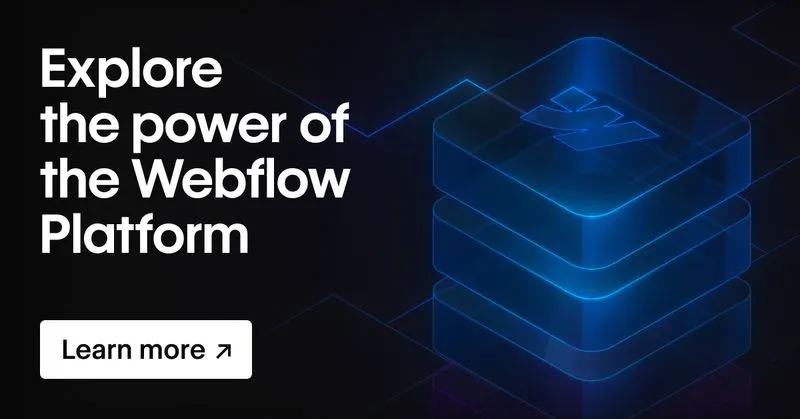 Explore
the power of
the Webflow
Platform
Learn more ↗